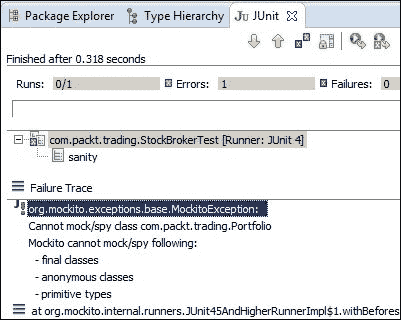 Package Explorer Type Hierarchy JUnit
Finished after 0.318 seconds
Runs: 0/1 Errors: 1 Failures: 0
com.packt.trading.StockBrokerTest [Runner: JUnit 4]
sanity
Failure Trace
org.mockito.exceptions.base.MockitoException:
Cannot mock/spy class com.packt.trading.Portfolio
Mockito cannot mock/spy following:
- final classes
- anonymous classes
- primitive types
at org.mockito.internal.runners.JUnit45AndHigherRunnerImpl$1.withBefores